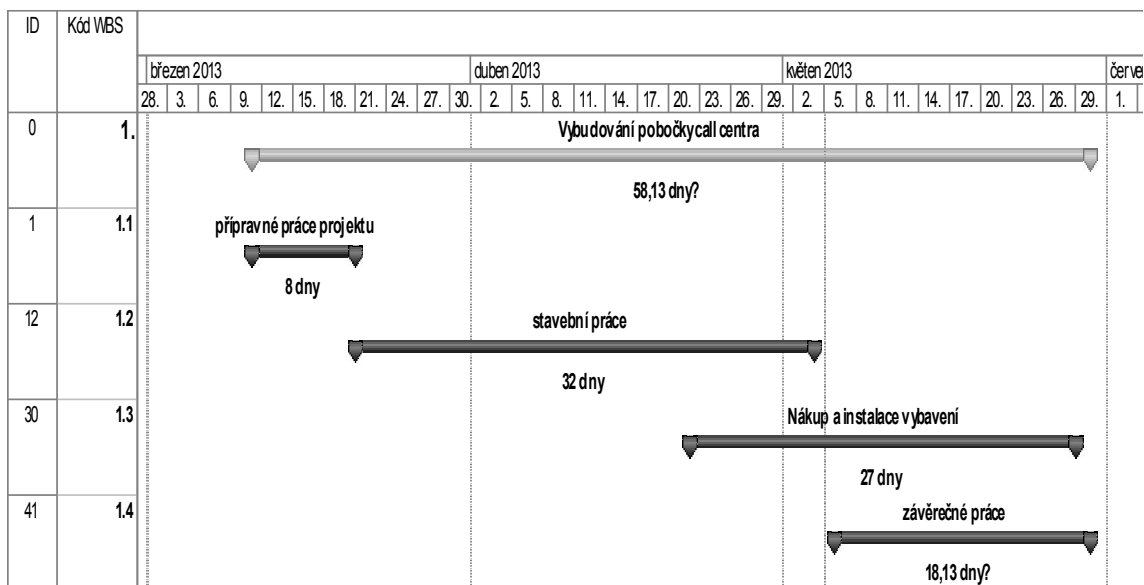 ID Kód WBS
březen 2013 duben 2013 květen 2013 červe
28. 3. 6. 9. 12. 15. 18. 21. 24. 27. 30. 2. 5. 8. 11. 14. 17. 20. 23. 26. 29. 2. 5. 8. 11. 14. 17. 20. 23. 26. 29. 1.
0 1. Vybudování pobočky call centra
58,13 dny?
1 1.1 přípravné práce projektu
8 dny
12 1.2 stavební práce
32 dny
30 1.3 Nákup a instalace vybavení
27 dny
41 1.4 závěrečné práce
18,13 dny?